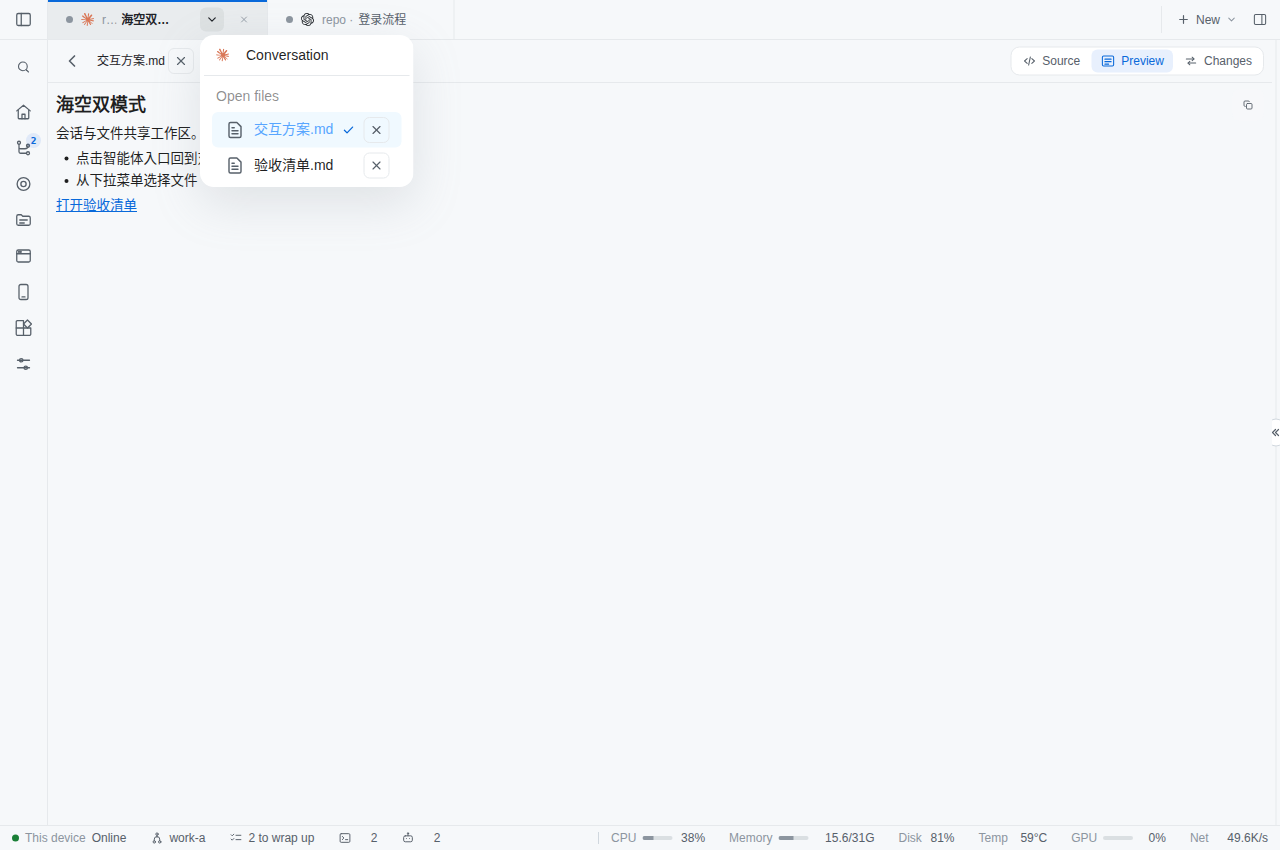 r… 海空双…
repo · 登录流程
New
Conversation
交互方案.md
Source
Preview
Changes
Open files
海空双模式
交互方案.md
会话与文件共享工作区。
2
点击智能体入口回到
验收清单.md
从下拉菜单选择文件
打开验收清单
This device Online
work-a
2 to wrap up
2
2
CPU 38%
Memory 15.6/31G
Disk 81%
Temp 59°C
GPU 0%
Net 49.6K/s